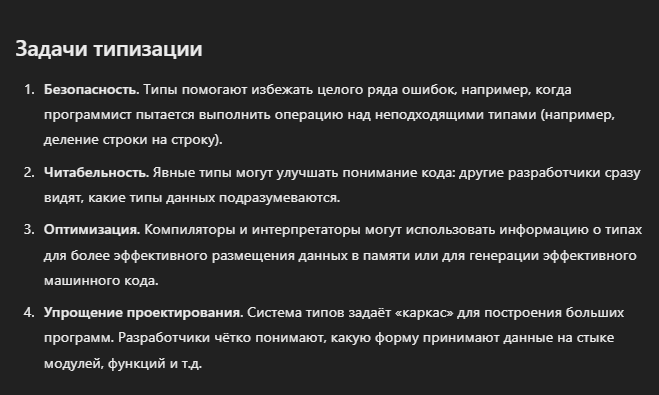 Задачи типизации
1. Безопасность. Типы помогают избежать целого ряда ошибок, например, когда
программист пытается выполнить операцию над неподходящими типами (например,
деление строки на строку).
2. Читабельность. Явные типы могут улучшать понимание кода: другие разработчики сразу
видят, какие типы данных подразумеваются.
3. Оптимизация. Компиляторы и интерпретаторы могут использовать информацию о типах
для более эффективного размещения данных в памяти или для генерации эффективного
машинного кода.
4. Упрощение проектирования. Система типов задаёт «каркас» для построения больших
программ. Разработчики чётко понимают, какую форму принимают данные на стыке
модулей, функций и т.д.